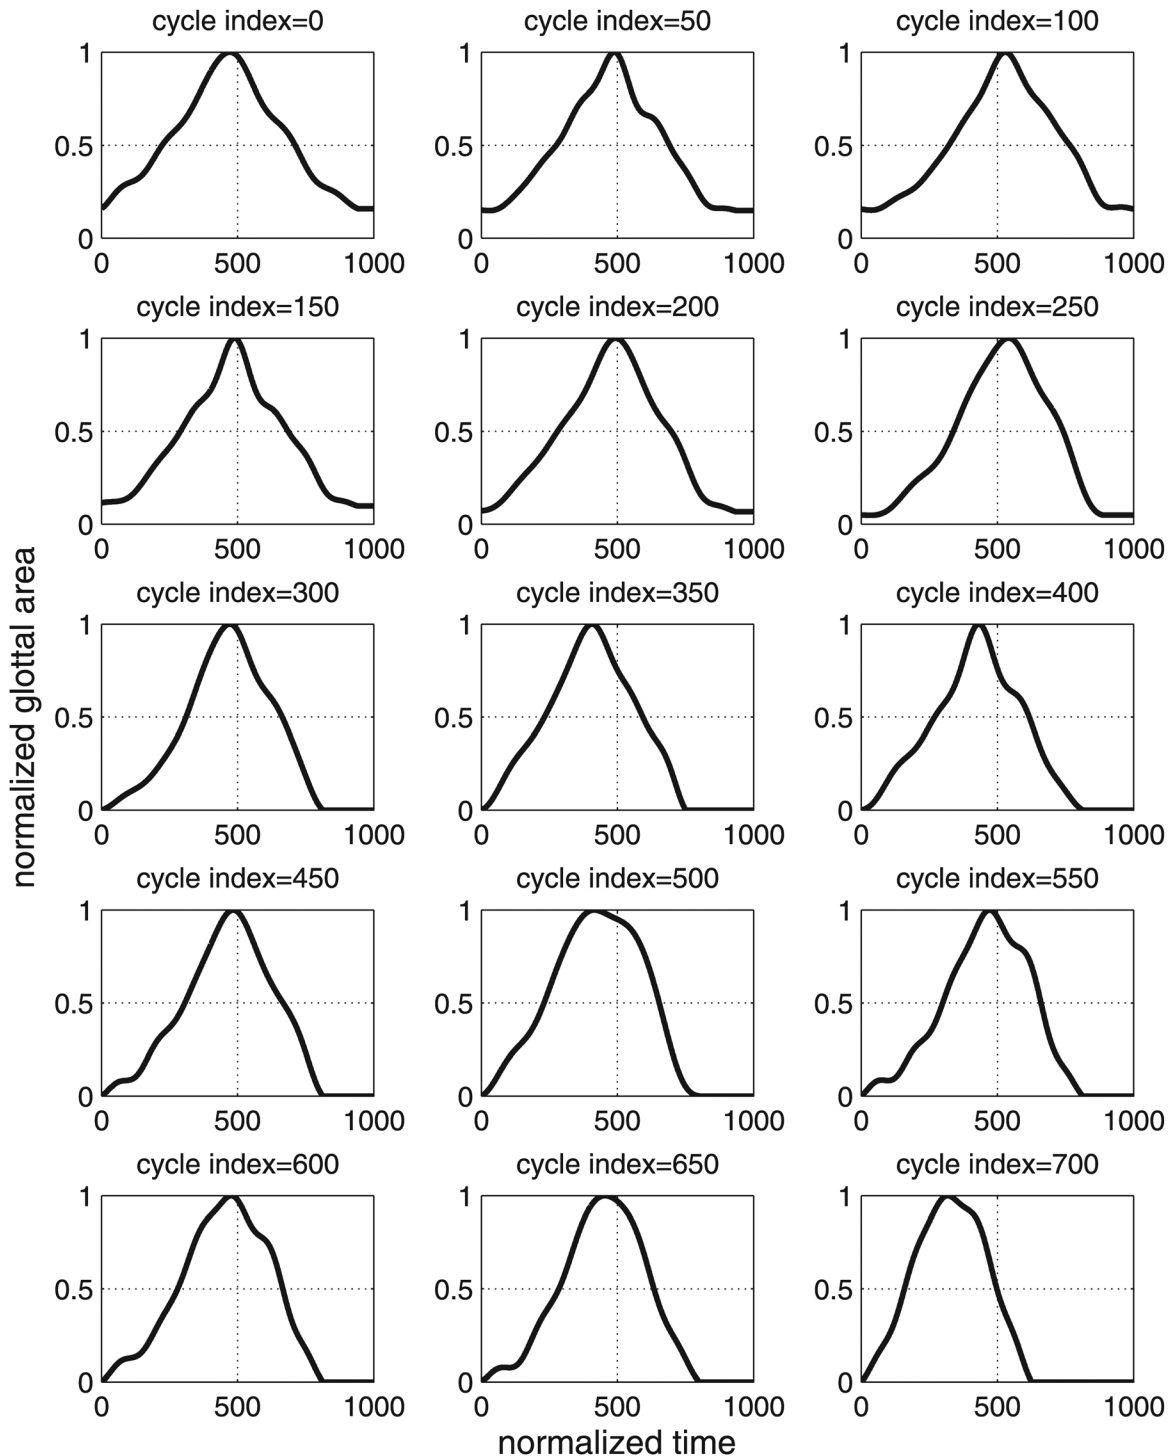 cycle index=0 cycle index=50 cycle index=100
1 1 1
0.5 0.5 0.5
0 0 0
0 500 1000 0 500 1000 0 500 1000
cycle index=150 cycle index=200 cycle index=250
1 1 1
0.5 0.5 0.5
0 0 0
0 500 1000 0 500 1000 0 500 1000
normalized glottal area
cycle index=300 cycle index=350 cycle index=400
1 1 1
0.5 0.5 0.5
0 0 0
0 500 1000 0 500 1000 0 500 1000
cycle index=450 cycle index=500 cycle index=550
1 1 1
0.5 0.5 0.5
0 0 0
0 500 1000 0 500 1000 0 500 1000
cycle index=600 cycle index=650 cycle index=700
1 1 1
0.5 0.5 0.5
0 0 0
0 500 1000 0 500 1000 0 500 1000
normalized time